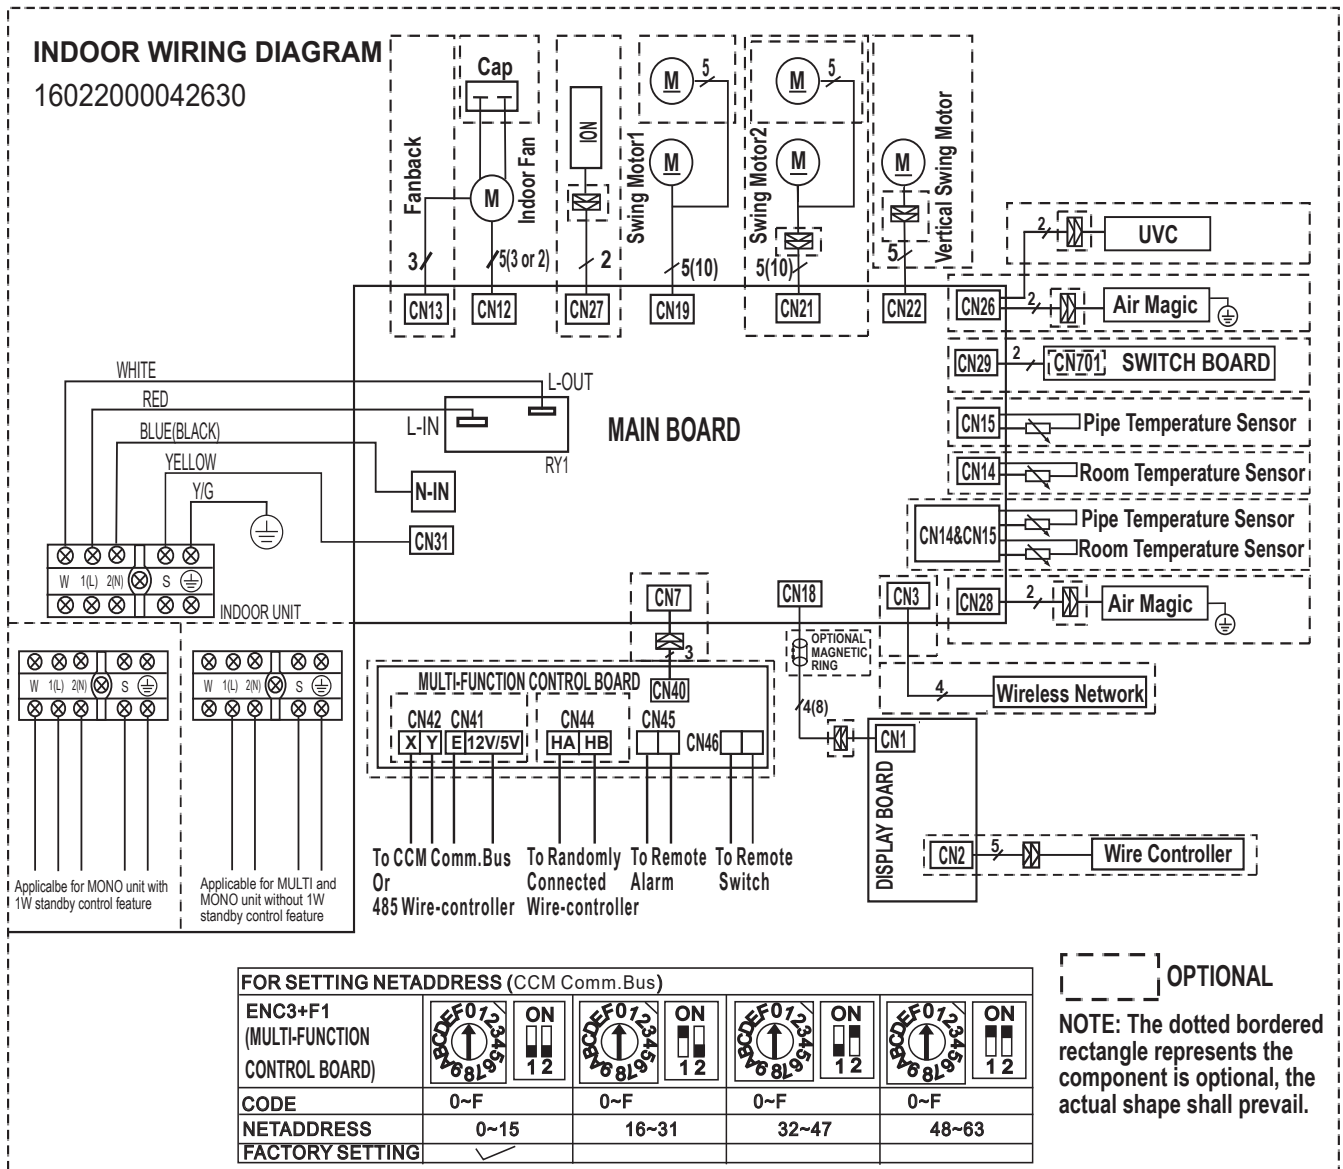 INDOOR WIRING DIAGRAM
16022000042630
Cap
M
Fanback
Indoor Fan
3
5(3 or 2)
CN13
CN12
ION
2
CN27
M
5
Swing Motor1
M
5(10)
CN19
M
5
Swing Motor2
M
5(10)
CN21
M
Vertical Swing Motor
5
CN22
2
UVC
CN26
2
Air Magic
CN29
2
CN701
SWITCH BOARD
CN15
Pipe Temperature Sensor
CN14
Room Temperature Sensor
CN14&CN15
Pipe Temperature Sensor
Room Temperature Sensor
CN28
2
Air Magic
WHITE
RED
BLUE(BLACK)
YELLOW
Y/G
L-OUT
L-IN
RY1
MAIN BOARD
N-IN
CN31
W 1(L) 2(N) S
INDOOR UNIT
W 1(L) 2(N) S
W 1(L) 2(N) S
Applicalbe for MONO unit with
1W standby control feature
Applicable for MULTI and
MONO unit without 1W
standby control feature
CN7
3
CN18
OPTIONAL
MAGNETIC
RING
4(8)
CN3
4
Wireless Network
MULTI-FUNCTION CONTROL BOARD
CN40
CN42 CN41
X Y E 12V/5V
CN44
HA HB
CN45
CN46
To CCM Comm.Bus
Or
485 Wire-controller
To Randomly
Connected
Wire-controller
To Remote
Alarm
To Remote
Switch
CN1
DISPLAY BOARD
CN2
5
Wire Controller
FOR SETTING NETADDRESS (CCM Comm.Bus)
ENC3+F1
(MULTI-FUNCTION
CONTROL BOARD)
0123456789ABCDEF
ON
1 2
0123456789ABCDEF
ON
1 2
0123456789ABCDEF
ON
1 2
0123456789ABCDEF
ON
1 2
CODE 0~F 0~F 0~F 0~F
NETADDRESS 0~15 16~31 32~47 48~63
FACTORY SETTING
OPTIONAL
NOTE: The dotted bordered
rectangle represents the
component is optional, the
actual shape shall prevail.